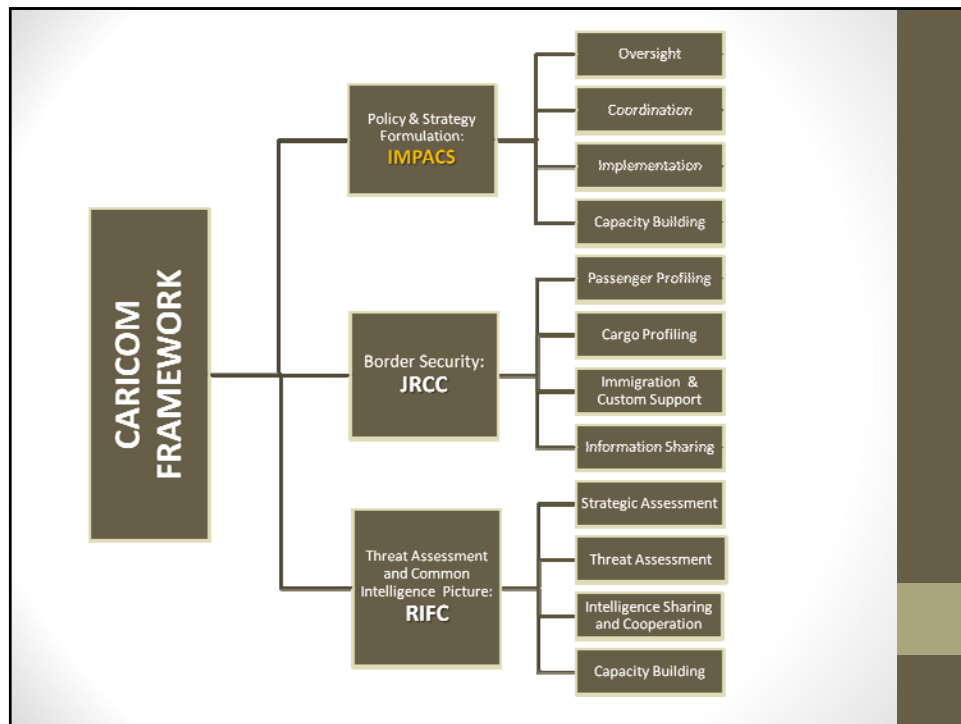 CARICOM
FRAMEWORK
Policy & Strategy
Formulation:
IMPACS
Oversight
Coordination
Implementation
Capacity Building
Border Security:
JRCC
Passenger Profiling
Cargo Profiling
Immigration &
Custom Support
Information Sharing
Threat Assessment
and Common
Intelligence Picture:
RIFC
Strategic Assessment
Threat Assessment
Intelligence Sharing
and Cooperation
Capacity Building